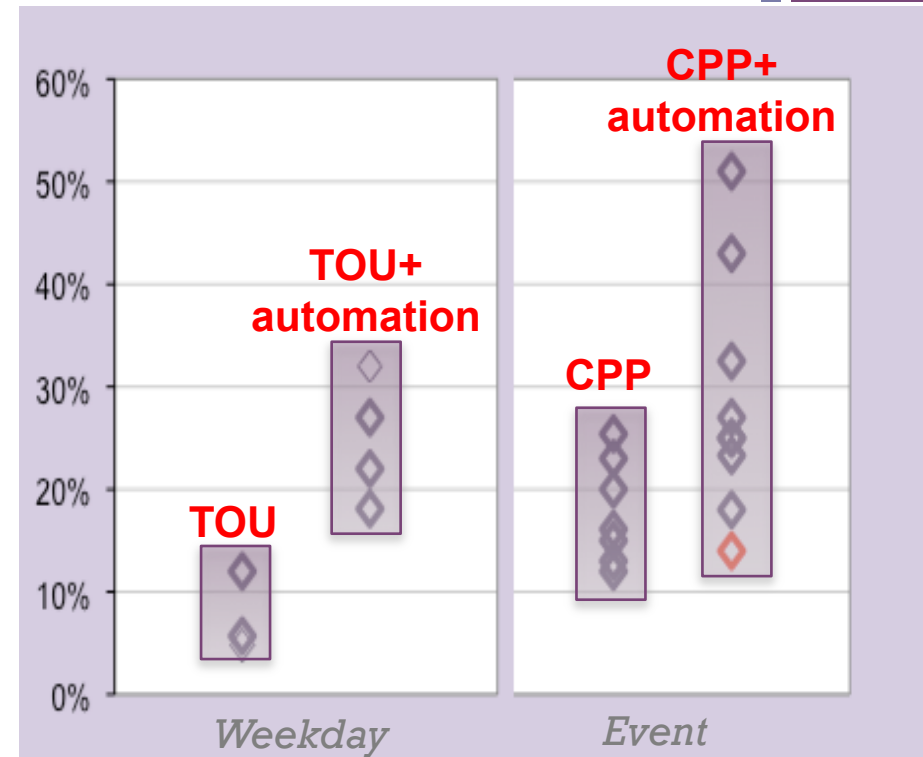 CPP+
automation
60%
50%
TOU+
automation
40%
CPP
30%
20%
TOU
10%
0%
Weekday
Event